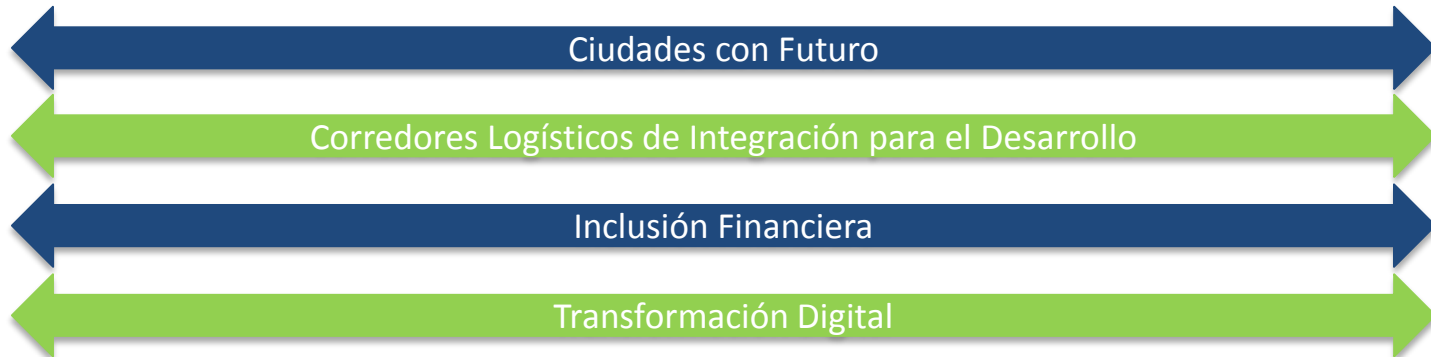 Ciudades con Futuro
Corredores Logísticos de Integración para el Desarrollo
Inclusión Financiera
Transformación Digital